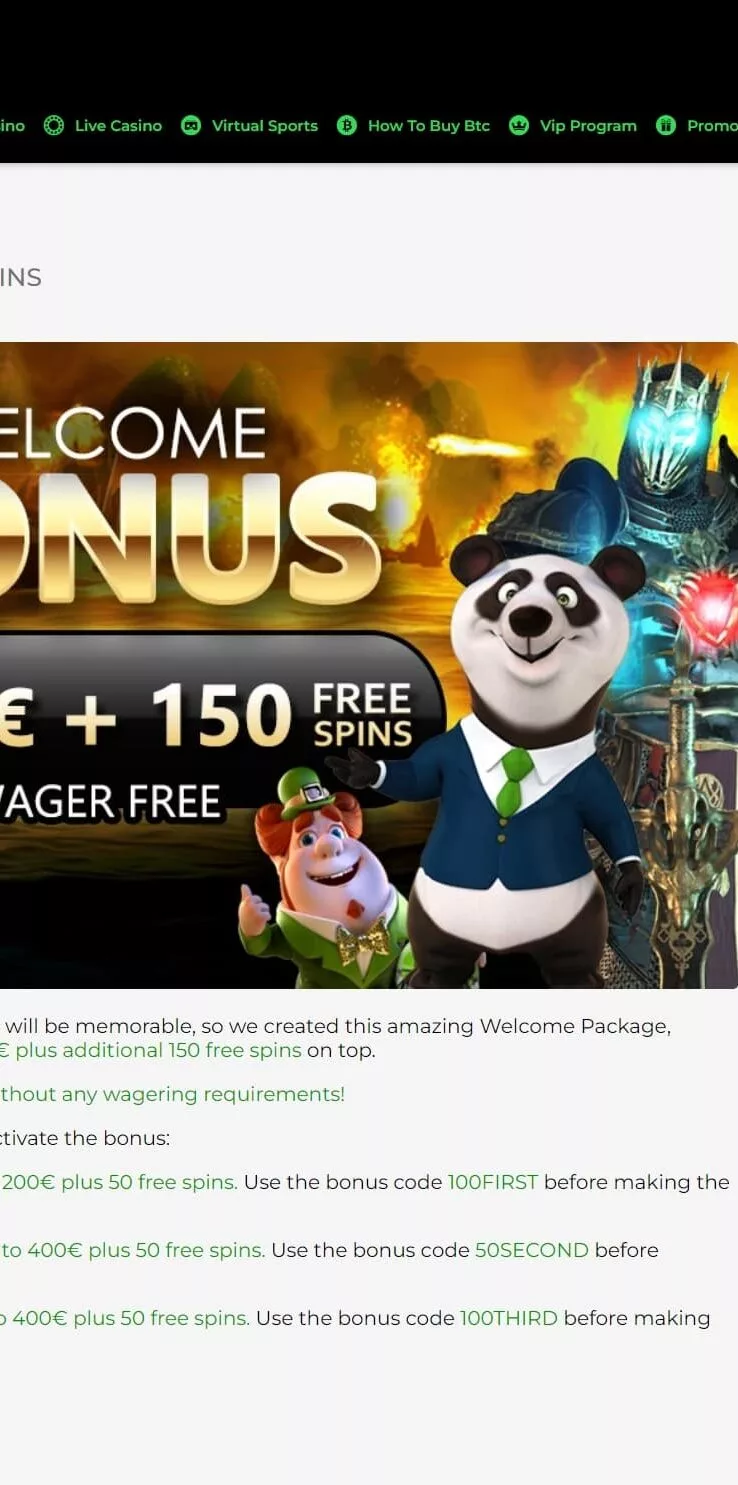 ino Live Casino Virtual Sports How To Buy Btc Vip Program Promo
INS
ELCOME
ONUS
€ + 150 FREE SPINS
WAGER FREE
will be memorable, so we created this amazing Welcome Package,
€ plus additional 150 free spins on top.
thout any wagering requirements!
ctivate the bonus:
200€ plus 50 free spins. Use the bonus code 100FIRST before making the
to 400€ plus 50 free spins. Use the bonus code 50SECOND before
o 400€ plus 50 free spins. Use the bonus code 100THIRD before making